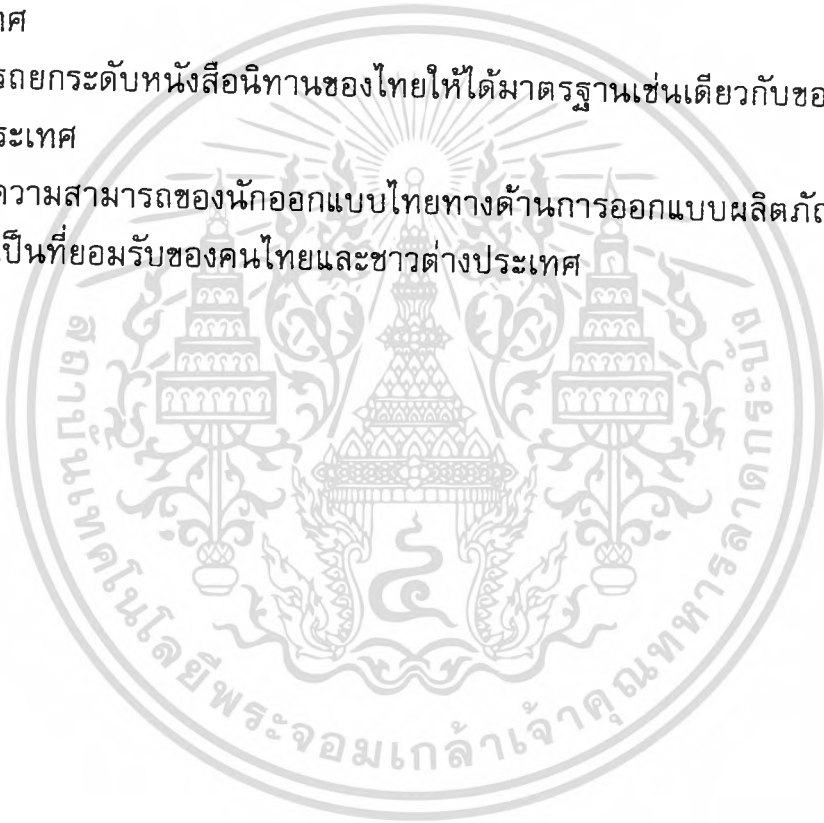 ทศ
รถยกระดับหนังสือนิทานของไทยให้ได้มาตรฐานเช่นเดียวกับขอ
ระเทศ
ความสามารถของนักออกแบบไทยทางด้านการออกแบบผลิตภัณ
เป็นที่ยอมรับของคนไทยและชาวต่างประเทศ
สถาบันเทคโนโลยีพระจอมเกล้าเจ้าคุณทหารลาดกระบัง
๔